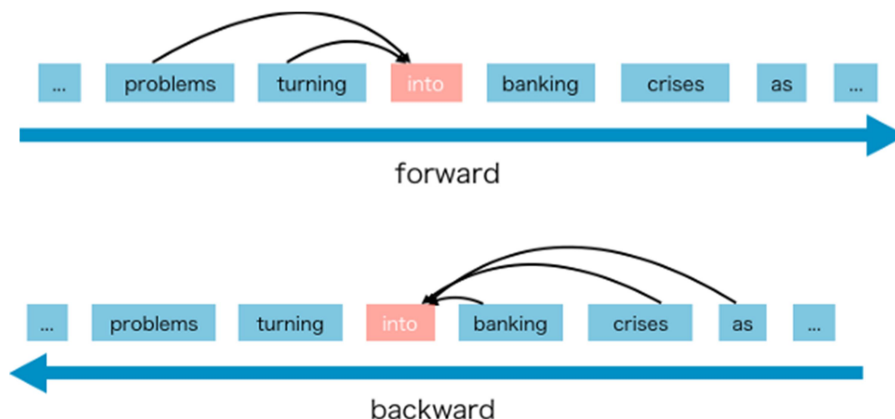 ... problems turning into banking crises as ...
forward
... problems turning into banking crises as ...
backward